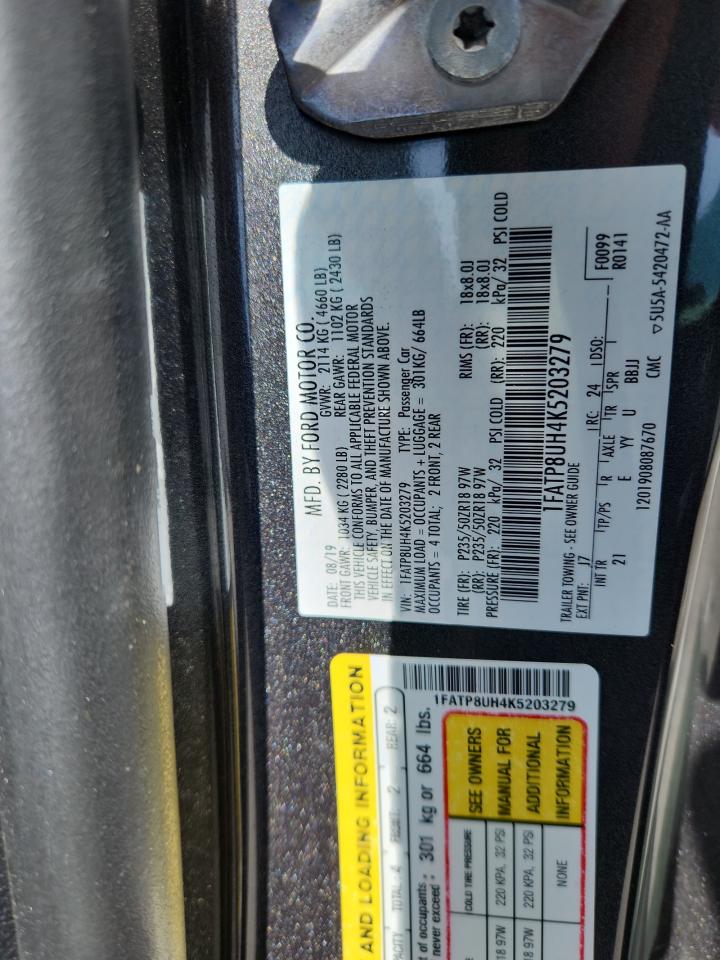 MFD. BY FORD MOTOR CO.
DATE: 08/19 GVWR: 2114 KG ( 4660 LB)
FRONT GAWR: 1034 KG ( 2280 LB) REAR GAWR: 1102 KG ( 2430 LB)
THIS VEHICLE CONFORMS TO ALL APPLICABLE FEDERAL MOTOR
VEHICLE SAFETY, BUMPER, AND THEFT PREVENTION STANDARDS
IN EFFECT ON THE DATE OF MANUFACTURE SHOWN ABOVE.
VIN: 1FATP8UH4K5203279 TYPE: Passenger Car
MAXIMUM LOAD = OCCUPANTS + LUGGAGE = 301KG/ 664LB
OCCUPANTS = 4 TOTAL; 2 FRONT, 2 REAR
TIRE (FR): P235/50ZR18 97W RIMS (FR): 18x8.0J
(RR): P235/50ZR18 97W (RR): 18x8.0J
PRESSURE (FR): 220 kPa/ 32 PSI COLD (RR): 220 kPa/ 32 PSI COLD
1FATP8UH4K5203279
TRAILER TOWING - SEE OWNER GUIDE
EXT PNT: J7 RC: 24 DSO: F0099
INT TR TP/PS R AXLE TR SPR R0141
21 E YY U BBJJ
1201908087670 CMC ▽5U5A-5420472-AA
AND LOADING INFORMATION
TOTAL: 4 FRONT: 2 REAR: 2
of occupants: 301 kg or 664 lbs.
never exceed:
1FATP8UH4K5203279
COLD TIRE PRESSURE SEE OWNERS
18 97W 220 KPA, 32 PSI MANUAL FOR
18 97W 220 KPA, 32 PSI ADDITIONAL
NONE INFORMATION